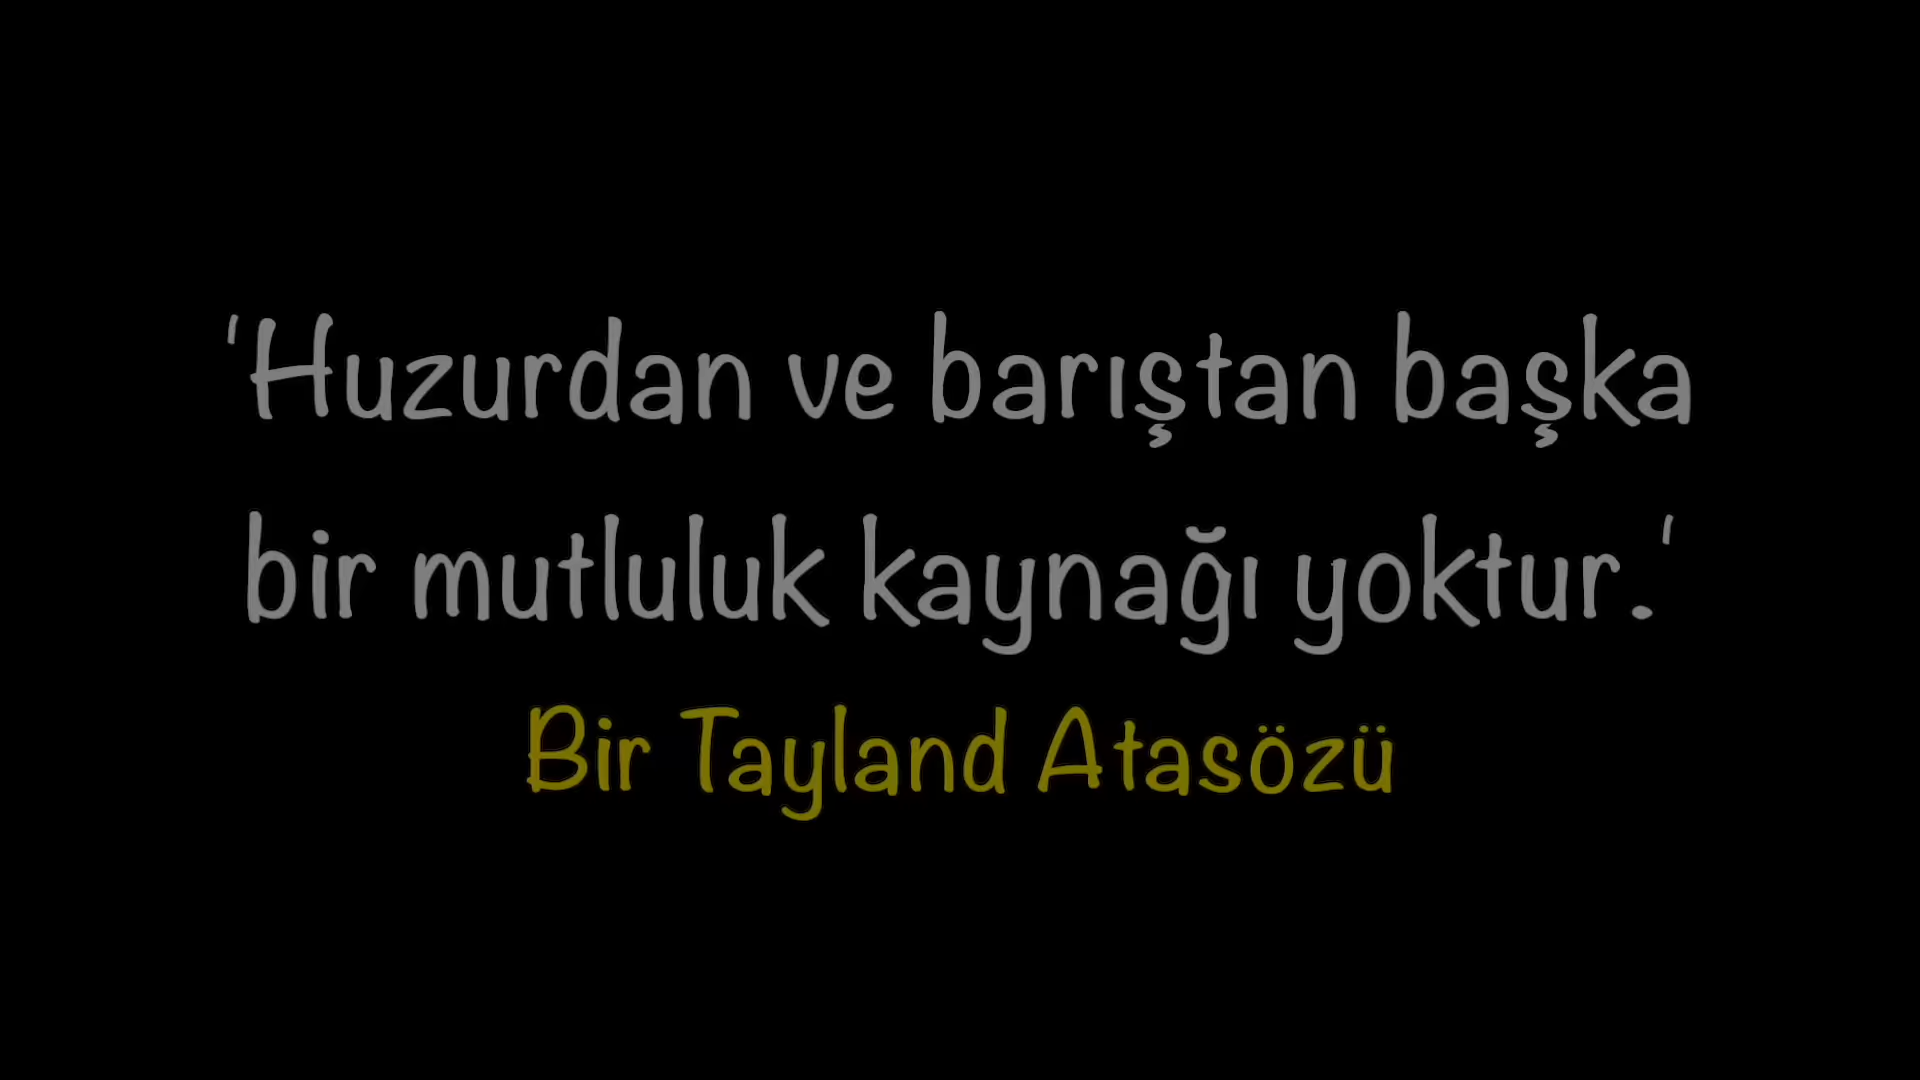 'Huzurdan ve barıştan başka
bir mutluluk kaynağı yoktur.'
Bir Tayland Atasözü